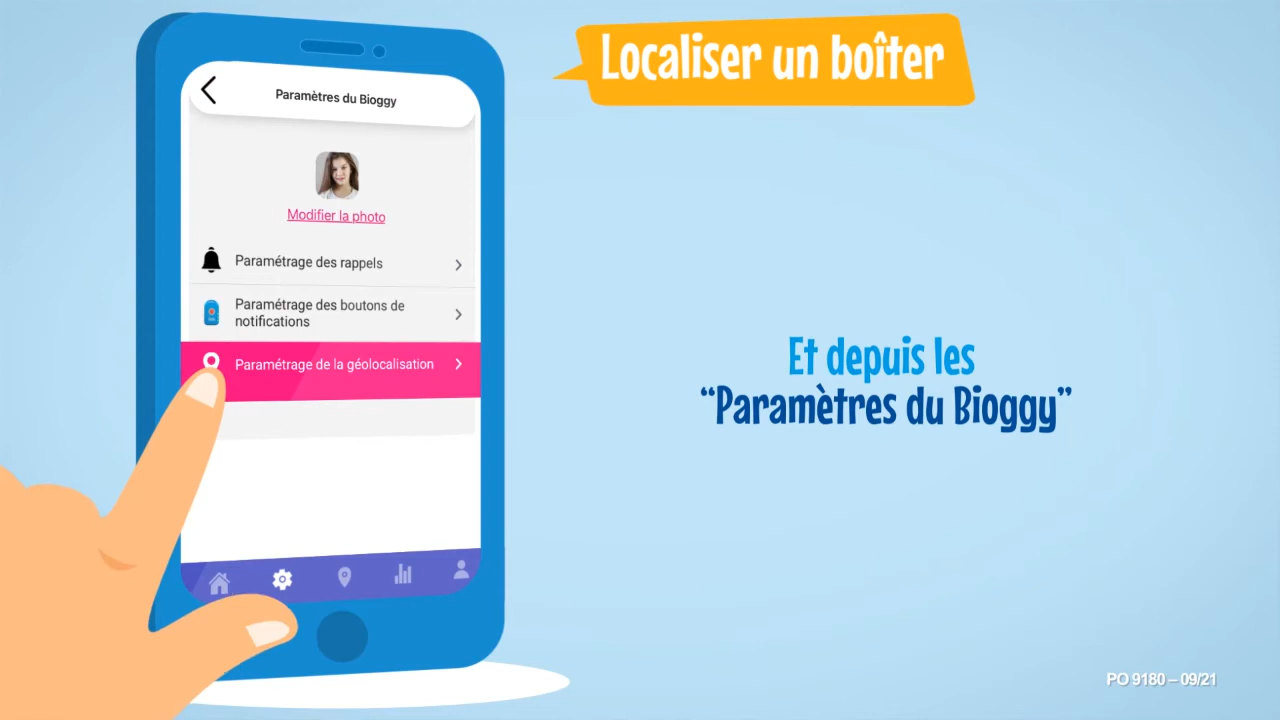 Localiser un boîter
Paramètres du Bioggy
Modifier la photo
Paramétrage des rappels
Paramétrage des boutons de
notifications
Paramétrage de la géolocalisation
Et depuis les
“Paramètres du Bioggy”
PO 9180 – 09/21